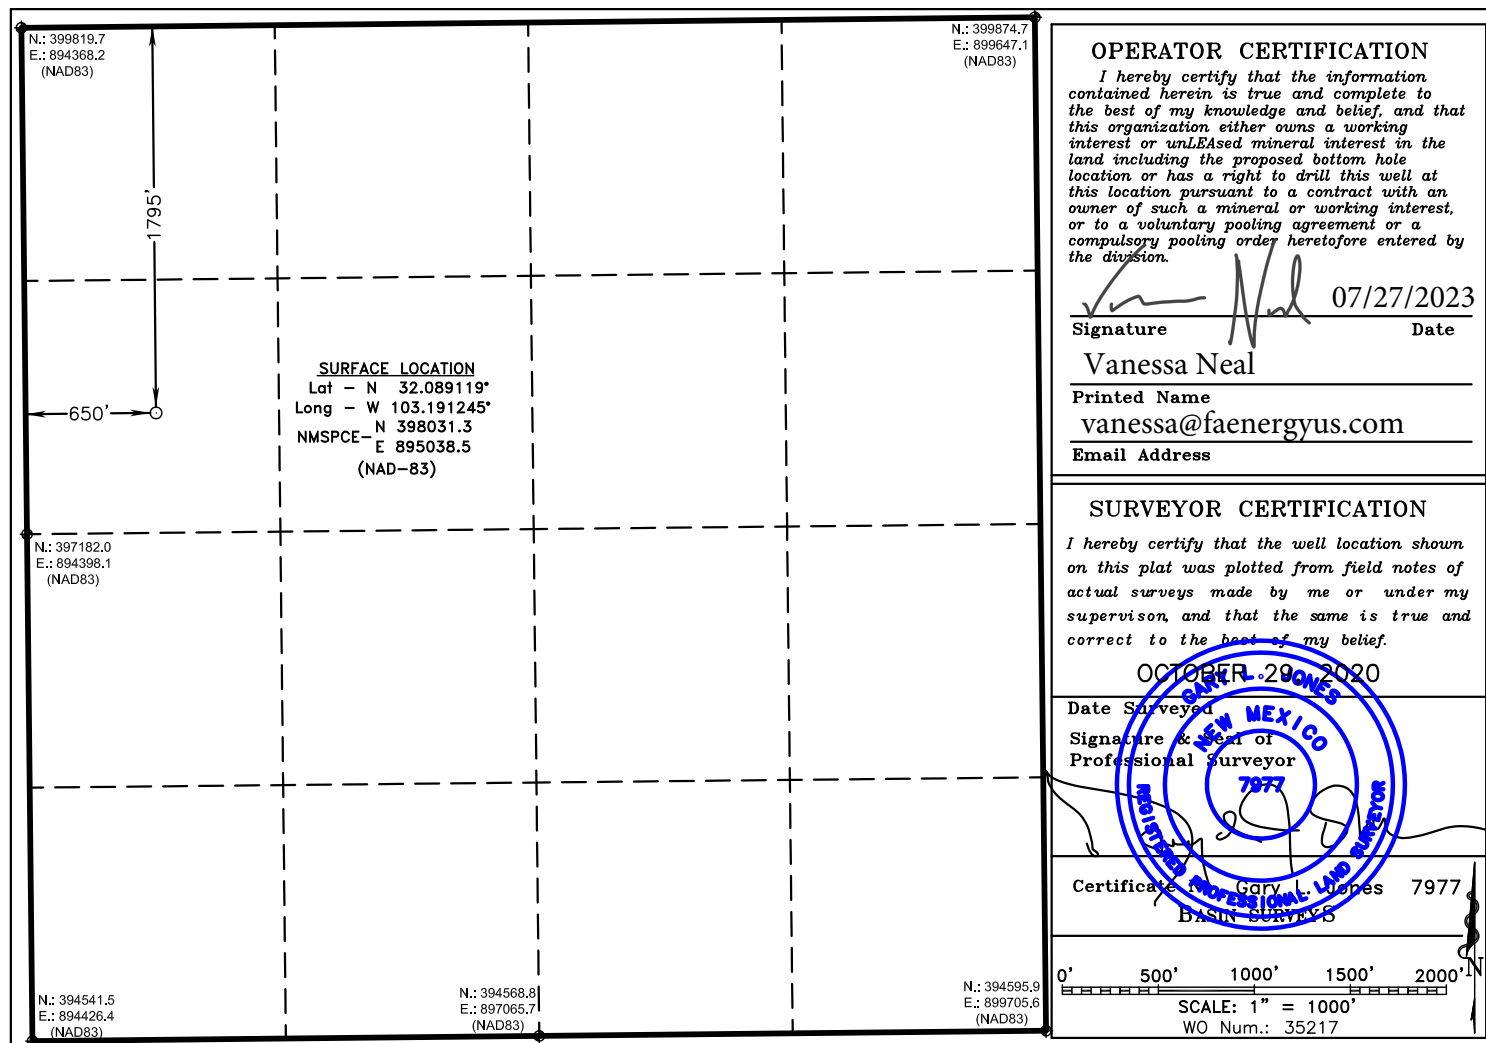 N.: 399819.7
E.: 894368.2
(NAD83)
N.: 399874.7
E.: 899647.1
(NAD83)
1795'
650'
SURFACE LOCATION
Lat - N 32.089119°
Long - W 103.191245°
NMSPCE- N 398031.3
E 895038.5
(NAD-83)
N.: 397182.0
E.: 894398.1
(NAD83)
N.: 394541.5
E.: 894426.4
(NAD83)
N.: 394568.8
E.: 897065.7
(NAD83)
N.: 394595.9
E.: 899705.6
(NAD83)
OPERATOR CERTIFICATION
I hereby certify that the information
contained herein is true and complete to
the best of my knowledge and belief, and that
this organization either owns a working
interest or unLEAsed mineral interest in the
land including the proposed bottom hole
location or has a right to drill this well at
this location pursuant to a contract with an
owner of such a mineral or working interest,
or to a voluntary pooling agreement or a
compulsory pooling order heretofore entered by
the division.
07/27/2023
Signature Date
Vanessa Neal
Printed Name
vanessa@faenergyus.com
Email Address
SURVEYOR CERTIFICATION
I hereby certify that the well location shown
on this plat was plotted from field notes of
actual surveys made by me or under my
supervison, and that the same is true and
correct to the best of my belief.
OCTOBER 29, 2020
Date Surveyed
Signature & Seal of
Professional Surveyor
GARY L. JONES
NEW MEXICO
7977
REGISTERED PROFESSIONAL LAND SURVEYOR
Certificate Gary L. Jones 7977
BASIN SURVEYS
0' 500' 1000' 1500' 2000'
N
SCALE: 1" = 1000'
WO Num.: 35217